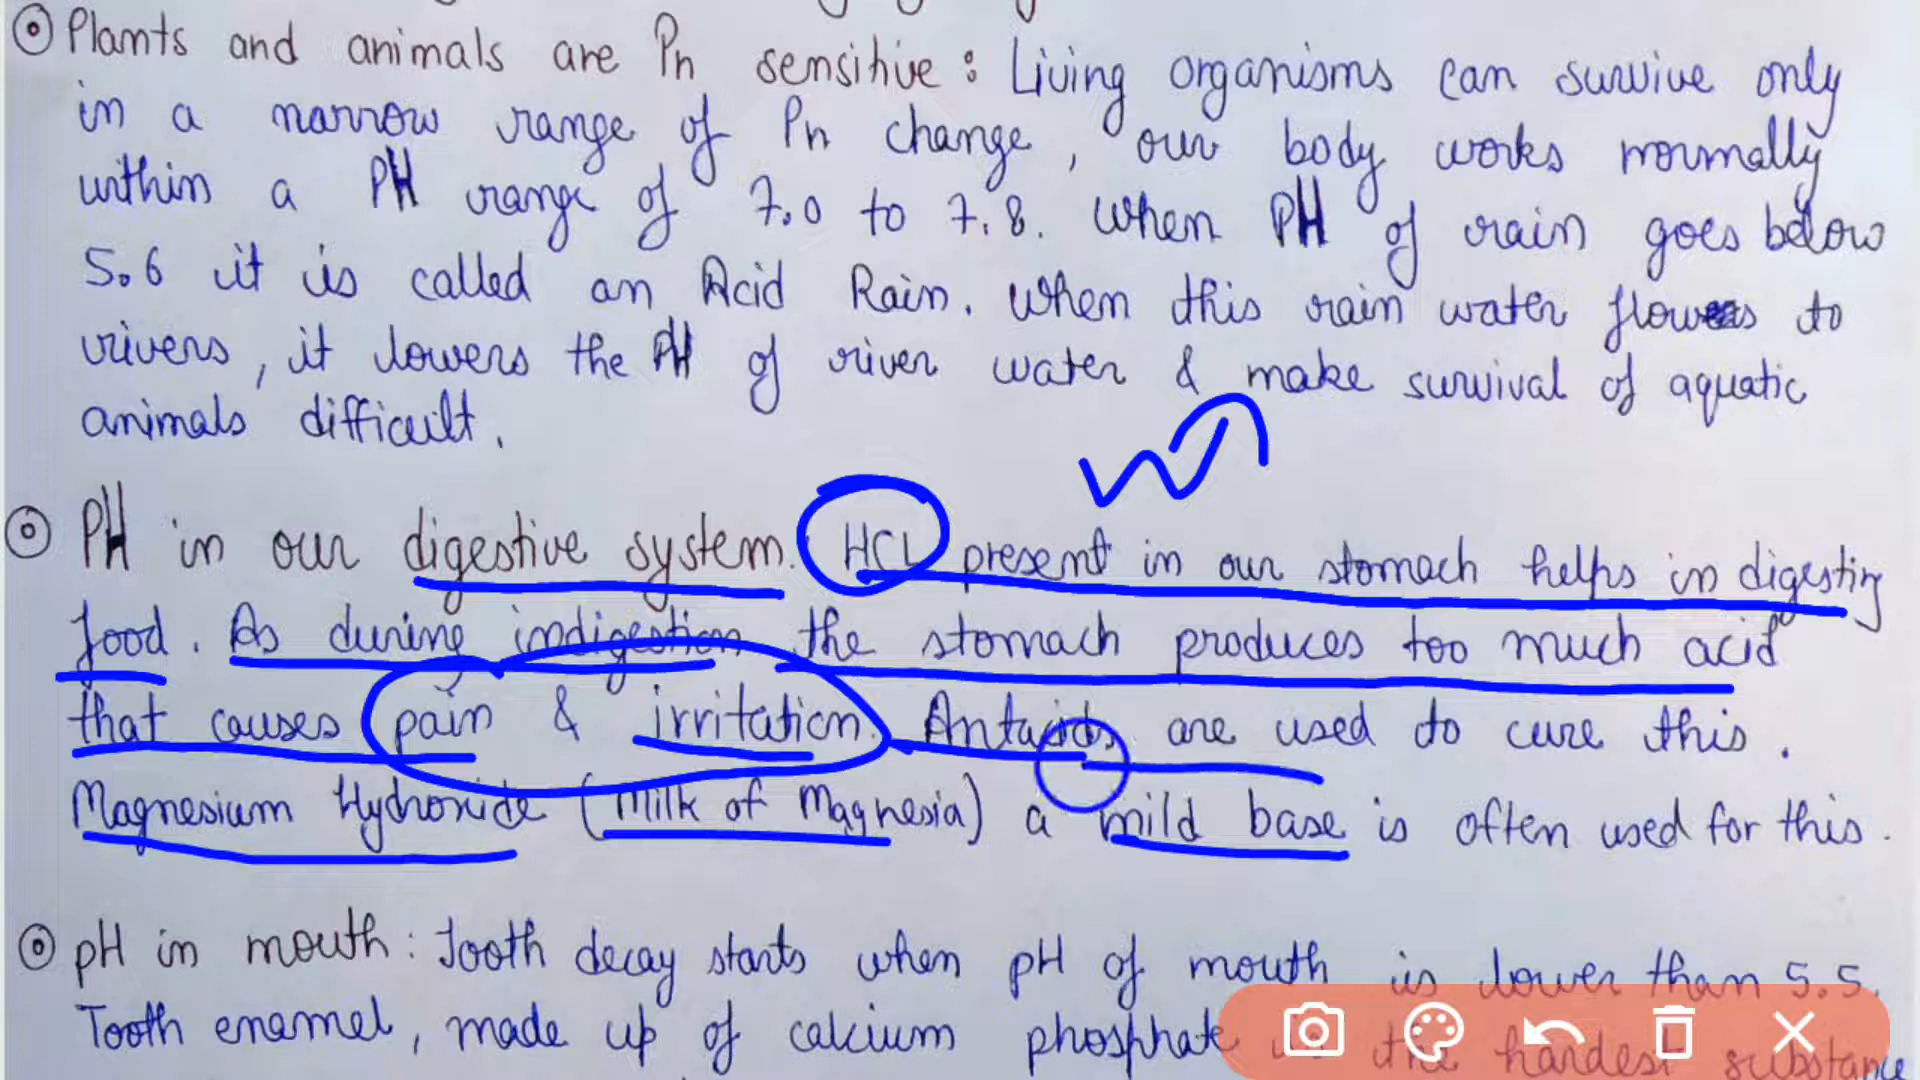 Plants and animals are PH sensitive : Living organisms can survive only
in a narrow range of PH change, our body works normally
within a PH range of 7.0 to 7.8. When PH of rain goes below
5.6 it is called an Acid Rain. When this rain water flows to
rivers, it lowers the PH of river water & make survival of aquatic
animals difficult.
PH in our digestive system: HCL present in our stomach helps in digesting
food. As during indigestion the stomach produces too much acid
that causes pain & irritation. Antacids are used to cure this.
Magnesium Hydroxide (Milk of Magnesia) a mild base is often used for this.
pH in mouth: Tooth decay starts when pH of mouth is lower than 5.5.
Tooth enamel, made up of calcium phosphate is the hardest substance